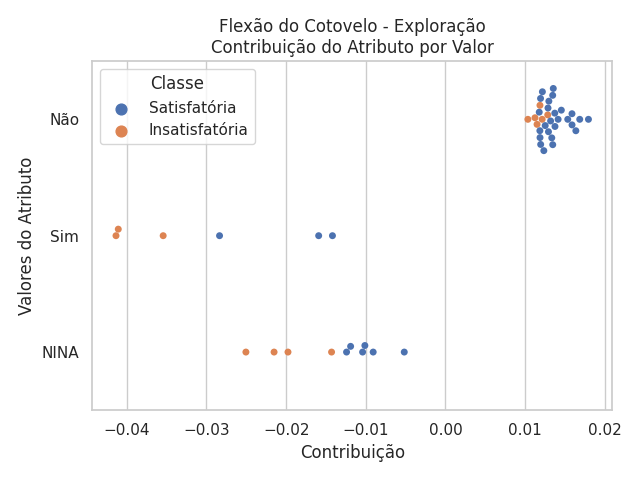 Flexão do Cotovelo - Exploração
Contribuição do Atributo por Valor
Classe
Satisfatória
Insatisfatória
Valores do Atributo
Não
Sim
NINA
−0.04 −0.03 −0.02 −0.01 0.00 0.01 0.02
Contribuição